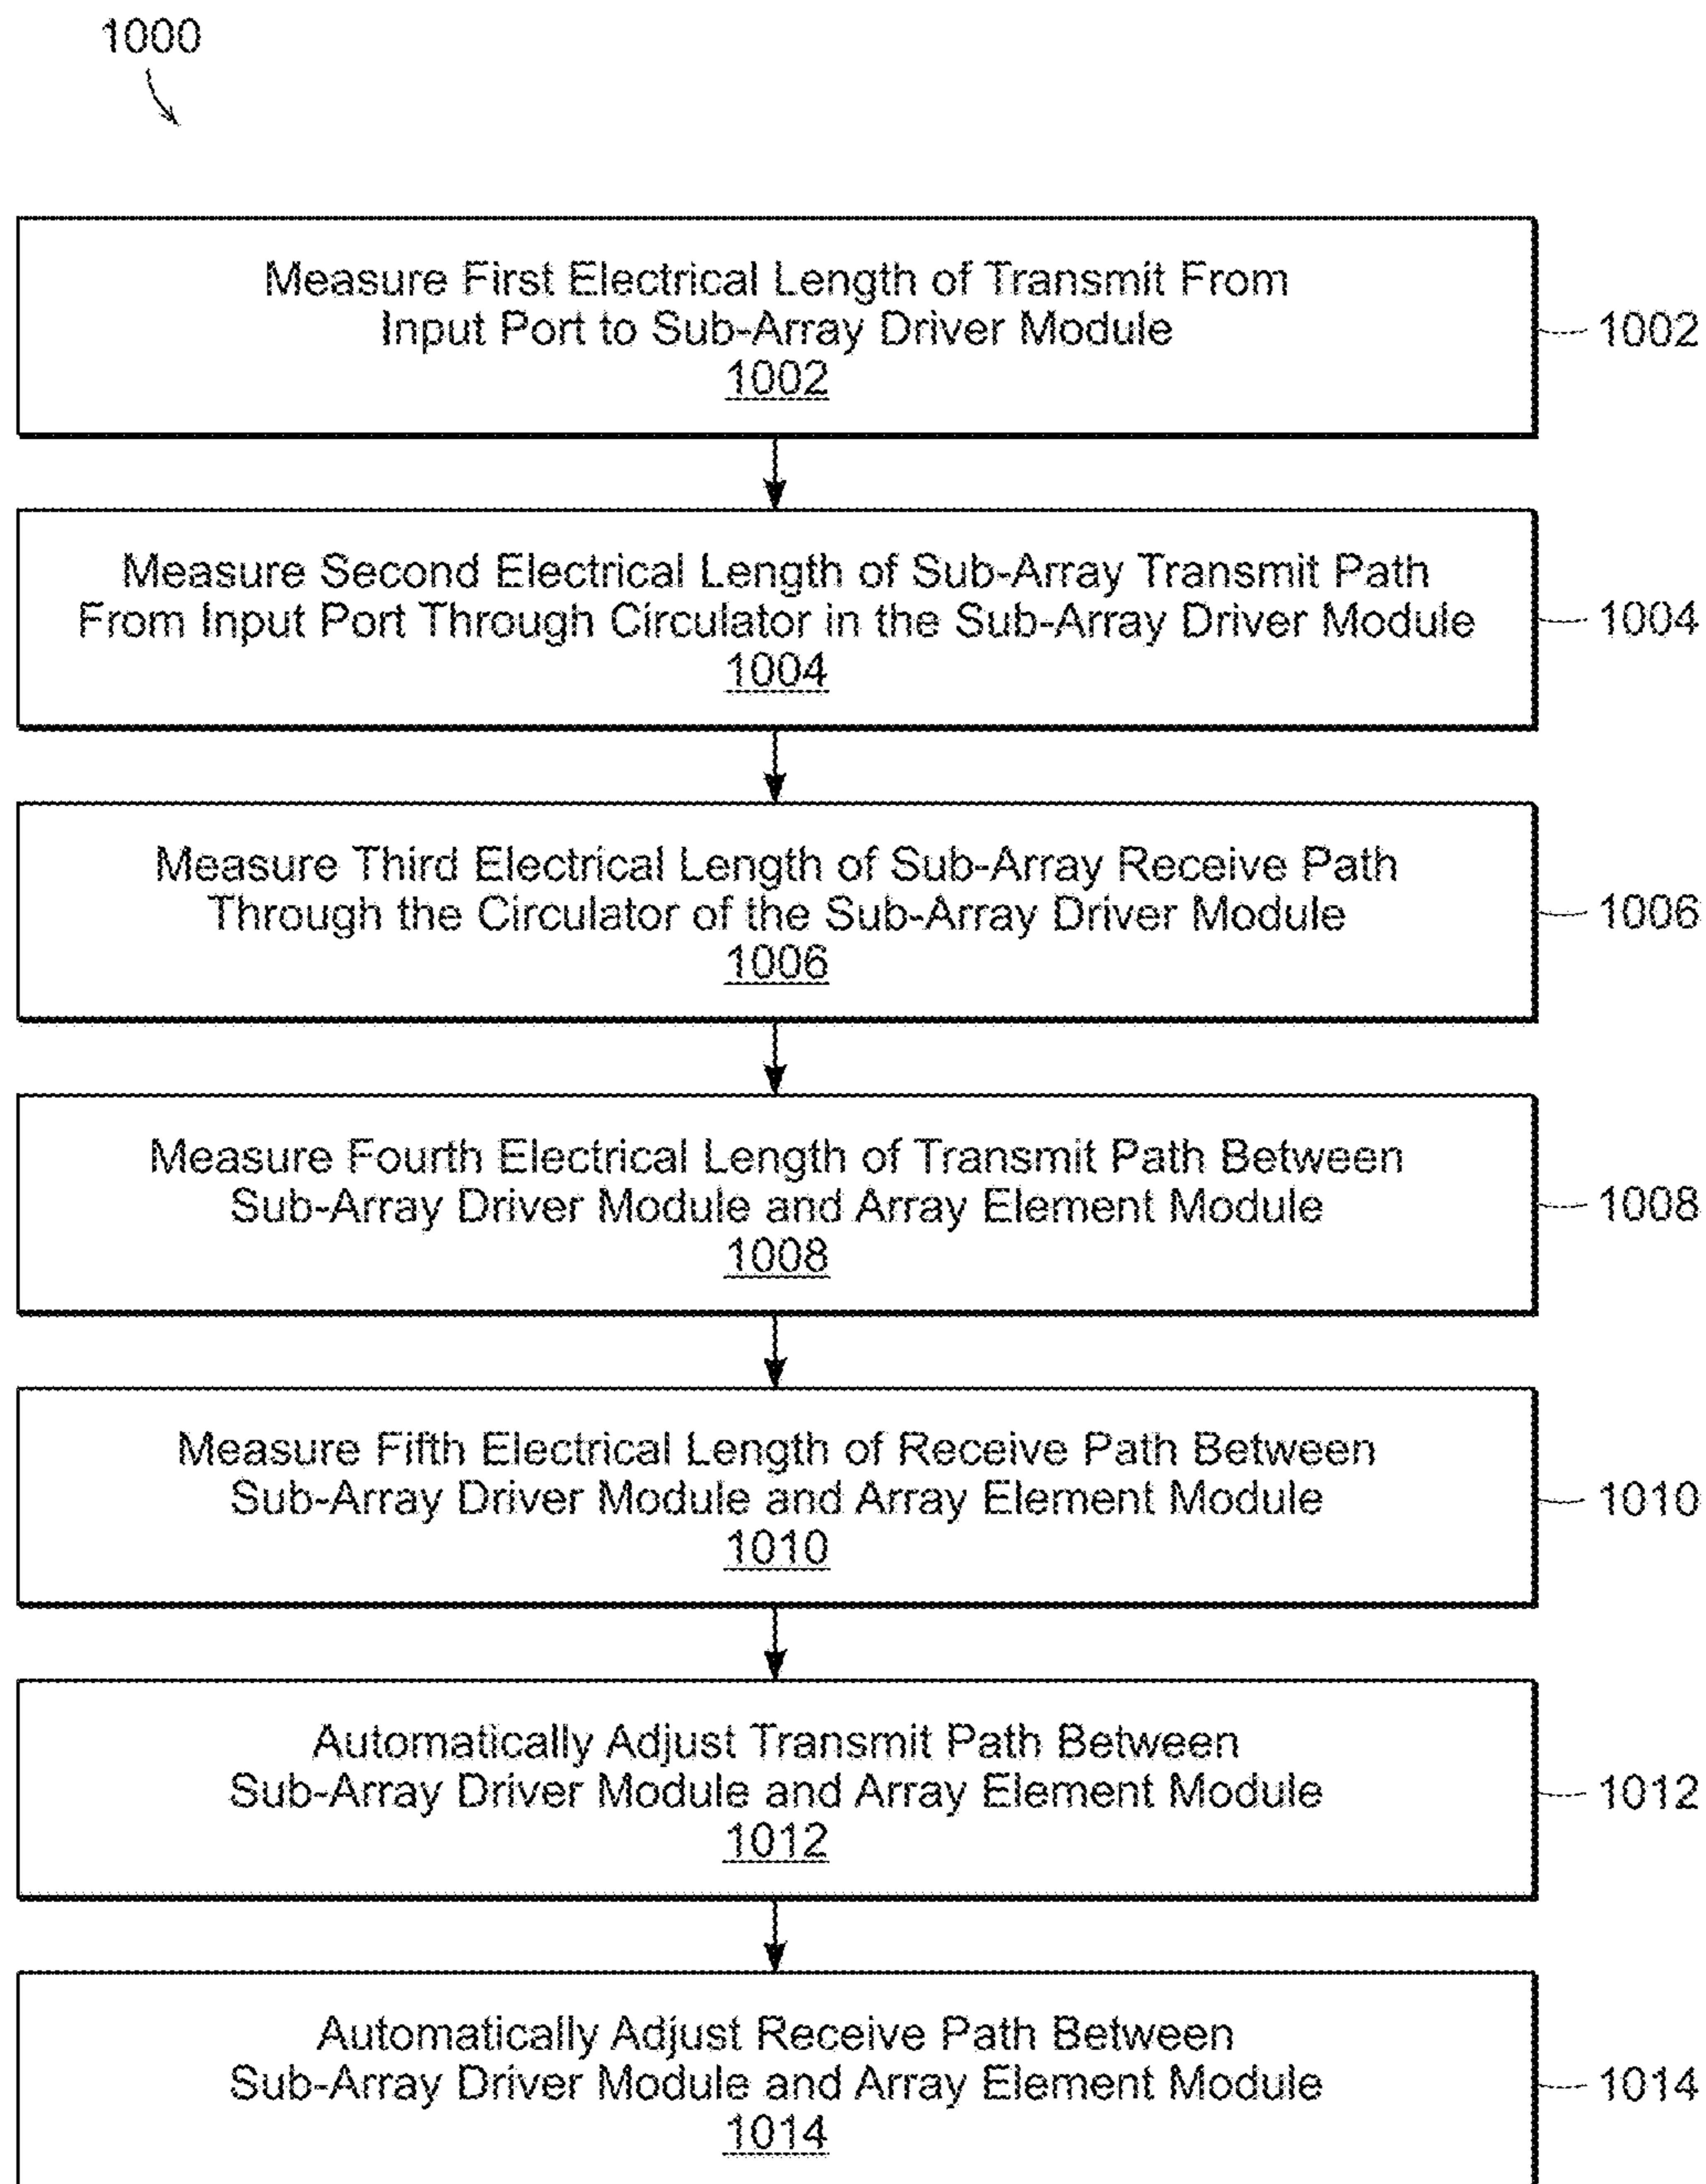 1000
Measure First Electrical Length of Transmit From
Input Port to Sub-Array Driver Module
1002
1002
Measure Second Electrical Length of Sub-Array Transmit Path
From Input Port Through Circulator in the Sub-Array Driver Module
1004
1004
Measure Third Electrical Length of Sub-Array Receive Path
Through the Circulator of the Sub-Array Driver Module
1006
1006
Measure Fourth Electrical Length of Transmit Path Between
Sub-Array Driver Module and Array Element Module
1008
1008
Measure Fifth Electrical Length of Receive Path Between
Sub-Array Driver Module and Array Element Module
1010
1010
Automatically Adjust Transmit Path Between
Sub-Array Driver Module and Array Element Module
1012
1012
Automatically Adjust Receive Path Between
Sub-Array Driver Module and Array Element Module
1014
1014